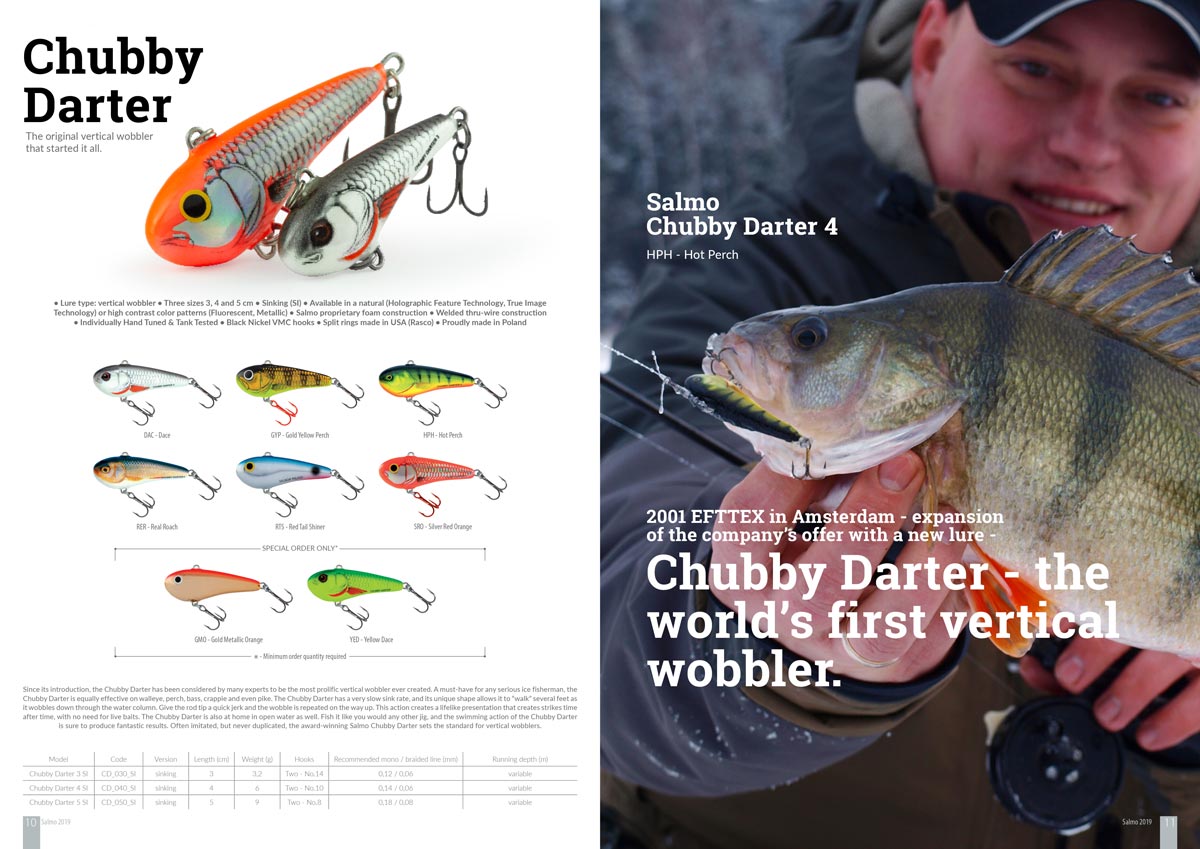 Chubby
Darter
The original vertical wobbler
that started it all.
● Lure type: vertical wobbler ● Three sizes 3, 4 and 5 cm ● Sinking (SI) ● Available in a natural (Holographic Feature Technology, True Image
Technology) or high contrast color patterns (Fluorescent, Metallic) ● Salmo proprietary foam construction ● Welded thru-wire construction
● Individually Hand Tuned & Tank Tested ● Black Nickel VMC hooks ● Split rings made in USA (Rasco) ● Proudly made in Poland
DAC - Dace
GYP - Gold Yellow Perch
HPH - Hot Perch
RER - Real Roach
RTS - Red Tail Shiner
SRO - Silver Red Orange
SPECIAL ORDER ONLY*
GMO - Gold Metallic Orange
YED - Yellow Dace
* - Minimum order quantity required
Since its introduction, the Chubby Darter has been considered by many experts to be the most prolific vertical wobbler ever created. A must-have for any serious ice fisherman, the
Chubby Darter is equally effective on walleye, perch, bass, crapple and even pike. The Chubby Darter has a very slow sink rate, and its unique shape allows it to "walk" several feet as
it wobbles down through the water column. Give the rod tip a quick jerk and the wobble is repeated on the way up. This action creates a lifelike presentation that creates strikes time
after time, with no need for live baits. The Chubby Darter is also at home in open water as well. Fish it like you would any other jig, and the swimming action of the Chubby Darter
is sure to produce fantastic results. Often imitated, but never duplicated, the award-winning Salmo Chubby Darter sets the standard for vertical wobblers.
Model Code Version Length (cm) Weight (g) Hooks Recommended mono / braided line (mm) Running depth (m)
Chubby Darter 3 SI CD_030_SI sinking 3 3,2 Two - No.14 0,12 / 0,06 variable
Chubby Darter 4 SI CD_040_SI sinking 4 6 Two - No.10 0,14 / 0,06 variable
Chubby Darter 5 SI CD_050_SI sinking 5 9 Two - No.8 0,18 / 0,08 variable
10 Salmo 2019
Salmo
Chubby Darter 4
HPH - Hot Perch
2001 EFTTEX in Amsterdam - expansion
of the company's offer with a new lure -
Chubby Darter - the
world's first vertical
wobbler.
Salmo 2019 11